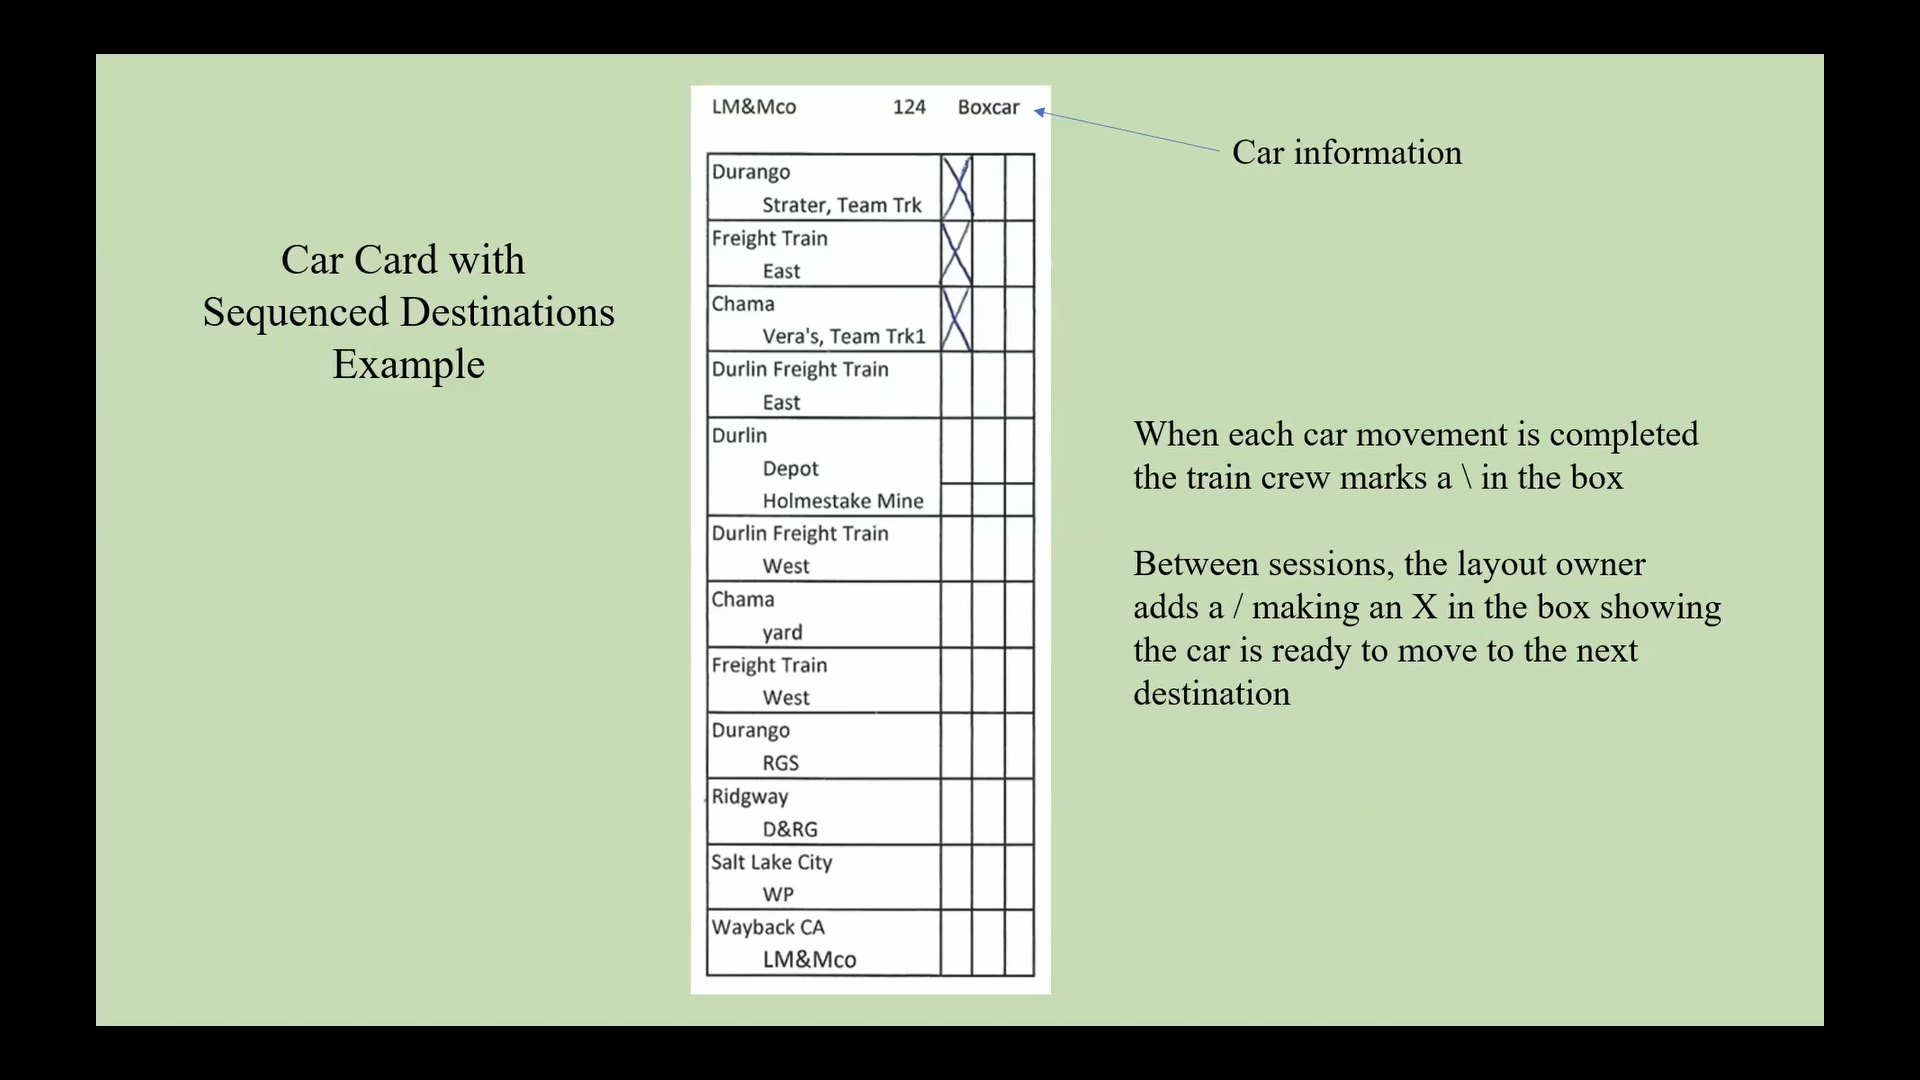 Car Card with
Sequenced Destinations
Example
LM&Mco 124 Boxcar
Durango
Strater, Team Trk
Freight Train
East
Chama
Vera's, Team Trk1
Durlin Freight Train
East
Durlin
Depot
Holmestake Mine
Durlin Freight Train
West
Chama
yard
Freight Train
West
Durango
RGS
Ridgway
D&RG
Salt Lake City
WP
Wayback CA
LM&Mco
Car information
When each car movement is completed
the train crew marks a \ in the box
Between sessions, the layout owner
adds a / making an X in the box showing
the car is ready to move to the next
destination